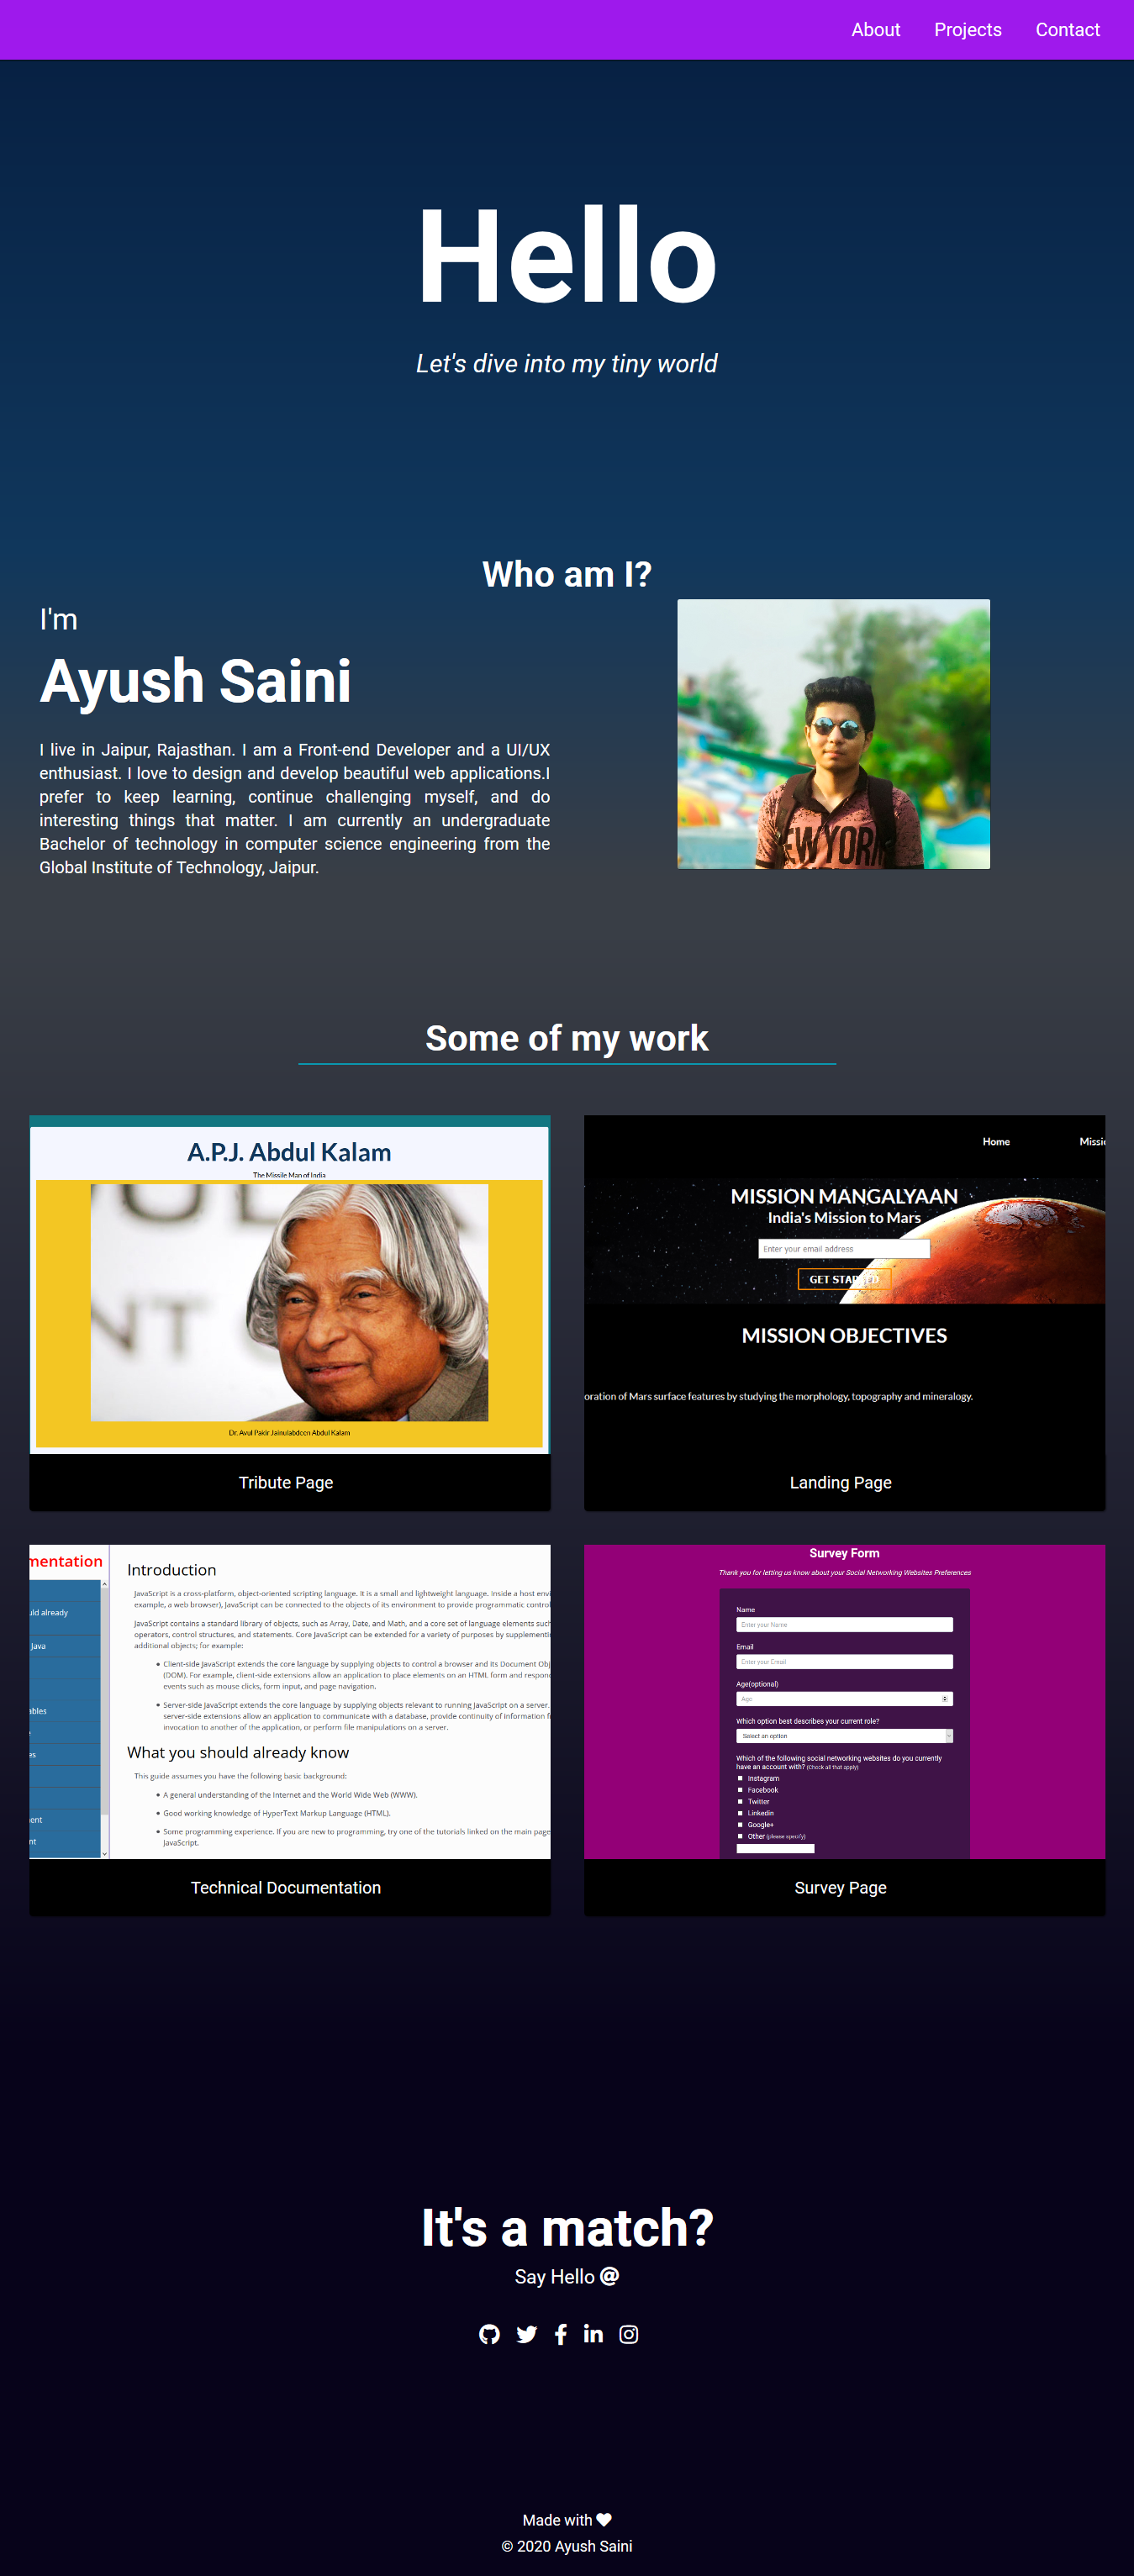 About Projects Contact
Hello
Let's dive into my tiny world
Who am I?
I'm
Ayush Saini
I live in Jaipur, Rajasthan. I am a Front-end Developer and a UI/UX
enthusiast. I love to design and develop beautiful web applications.I
prefer to keep learning, continue challenging myself, and do
interesting things that matter. I am currently an undergraduate
Bachelor of technology in computer science engineering from the
Global Institute of Technology, Jaipur.
EW YORK
Some of my work
A.P.J. Abdul Kalam
The Missile Man of India
Dr. Avul Pakir Jainulabdeen Abdul Kalam
Tribute Page
Home Missio
MISSION MANGALYAAN
India's Mission to Mars
Enter your email address
GET STARTED
MISSION OBJECTIVES
oration of Mars surface features by studying the morphology, topography and mineralogy.
Landing Page
mentation
uld already
Java
ables
es
ent
nt
Introduction
JavaScript is a cross-platform, object-oriented scripting language. It is a small and lightweight language. Inside a host envi
example, a web browser), JavaScript can be connected to the objects of its environment to provide programmatic control
JavaScript contains a standard library of objects, such as Array, Date, and Math, and a core set of language elements such
operators, control structures, and statements. Core JavaScript can be extended for a variety of purposes by supplementi
additional objects; for example:
Client-side JavaScript extends the core language by supplying objects to control a browser and its Document Obj
(DOM). For example, client-side extensions allow an application to place elements on an HTML form and respond
events such as mouse clicks, form input, and page navigation.
Server-side JavaScript extends the core language by supplying objects relevant to running JavaScript on a server.
server-side extensions allow an application to communicate with a database, provide continuity of information f
invocation to another of the application, or perform file manipulations on a server.
What you should already know
This guide assumes you have the following basic background:
A general understanding of the Internet and the World Wide Web (WWW).
Good working knowledge of HyperText Markup Language (HTML).
Some programming experience. If you are new to programming, try one of the tutorials linked on the main page
JavaScript.
Technical Documentation
Survey Form
Thank you for letting us know about your Social Networking Websites Preferences
Name
Enter your Name
Email
Enter your Email
Age(optional)
Age
Which option best describes your current role?
Select an option
Which of the following social networking websites do you currently
have an account with? (Check all that apply)
Instagram
Facebook
Twitter
Linkedin
Google+
Other (please specify)
Survey Page
It's a match?
Say Hello @
Made with
© 2020 Ayush Saini